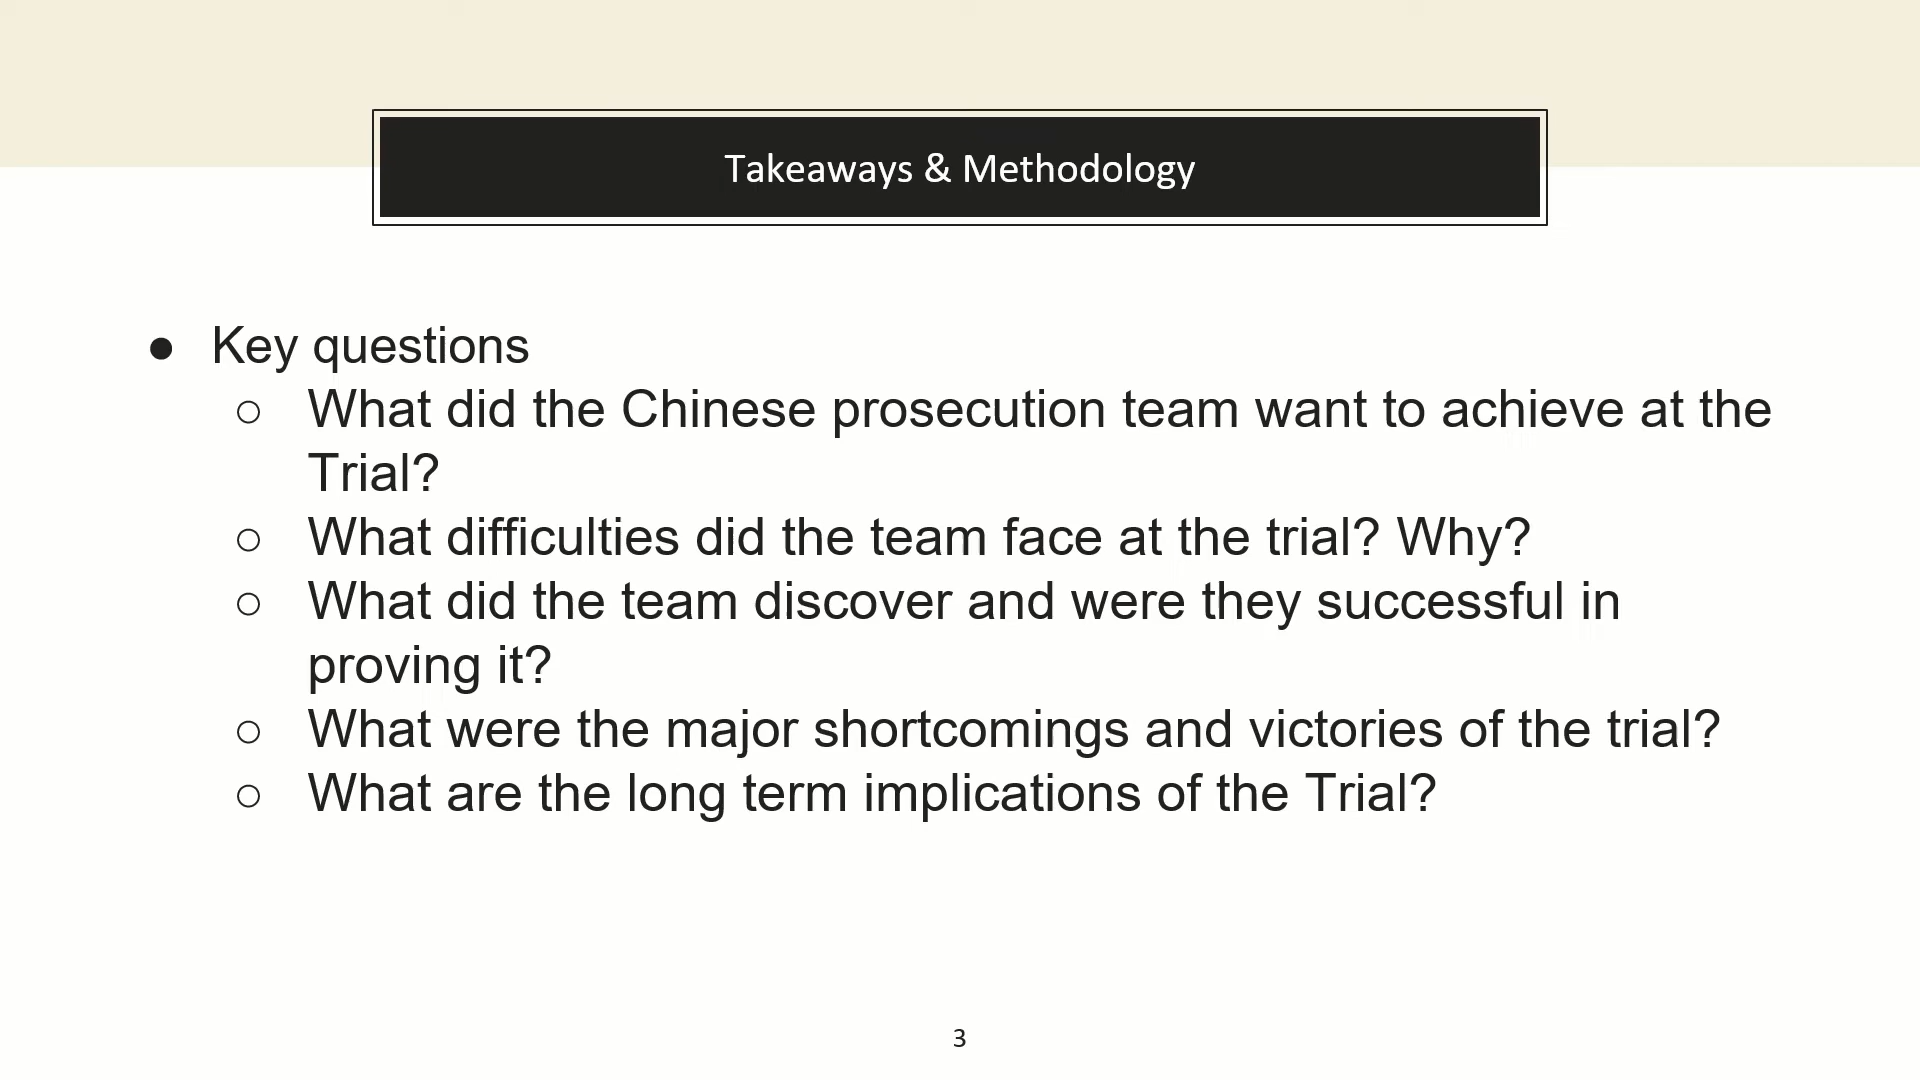 Takeaways & Methodology
● Key questions
○ What did the Chinese prosecution team want to achieve at the
Trial?
○ What difficulties did the team face at the trial? Why?
○ What did the team discover and were they successful in
proving it?
○ What were the major shortcomings and victories of the trial?
○ What are the long term implications of the Trial?
3